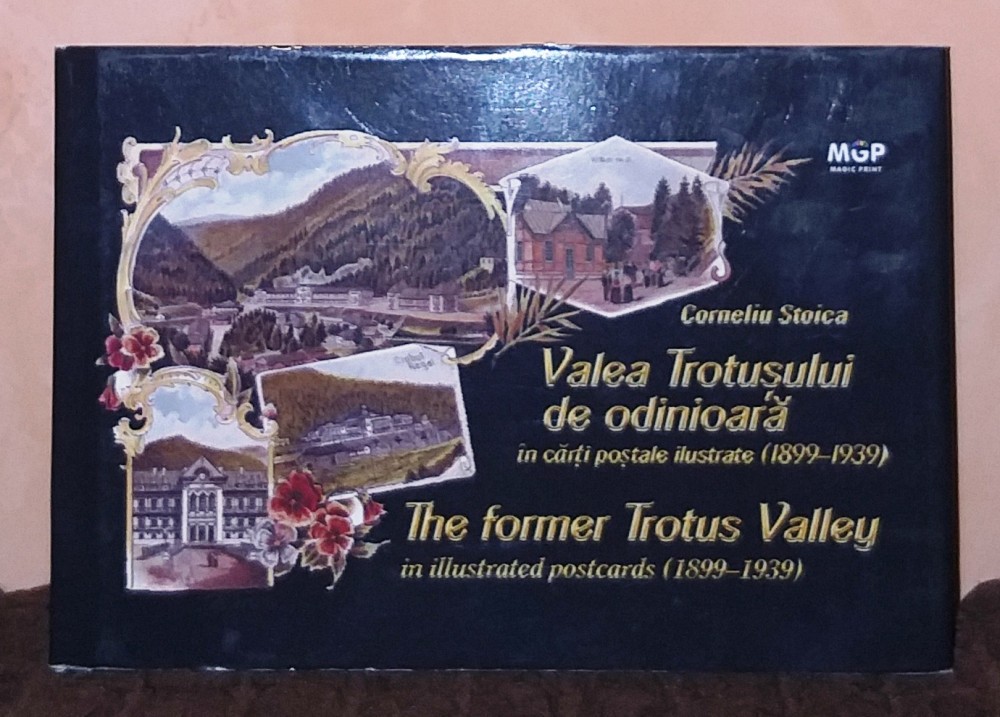 MGP
MAGIC PRINT
Corneliu Stoica
Valea Trotușului
de odinioară
în cărți poștale ilustrate (1899–1939)
The former Trotus Valley
in illustrated postcards (1899–1939)